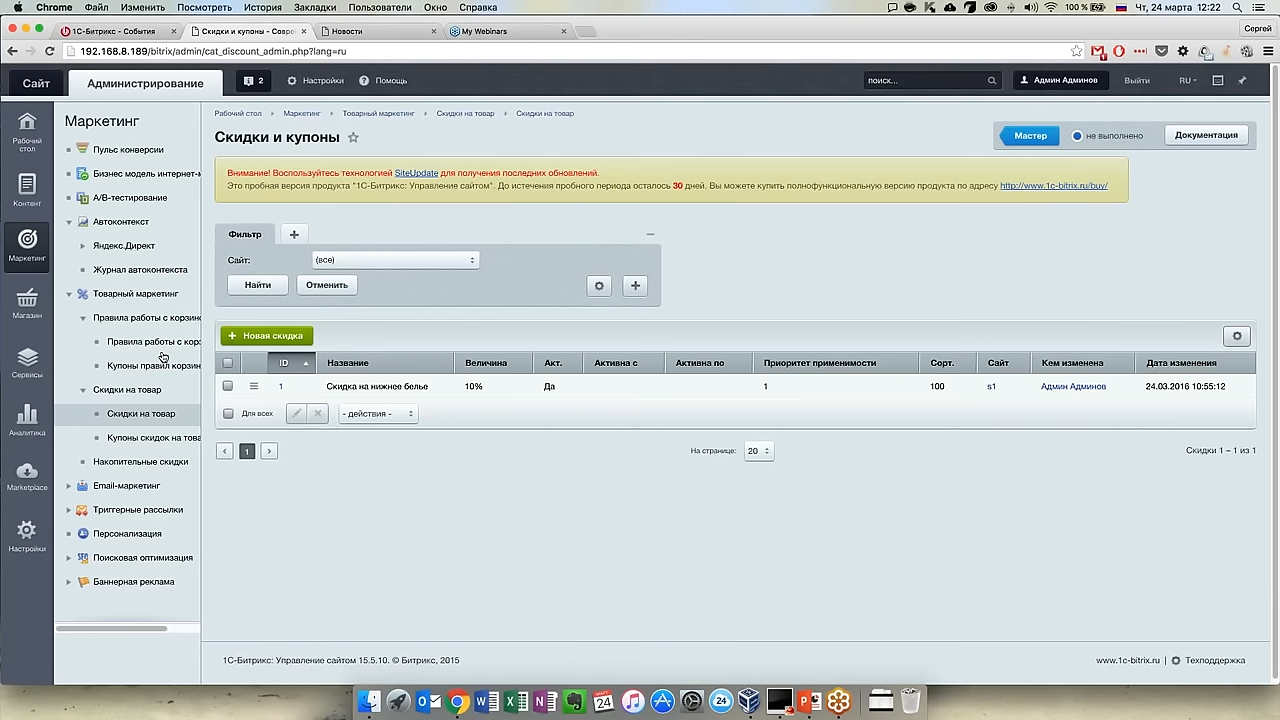 Chrome Файл Изменить Посмотреть История Закладки Пользователи Окно Справка 100 % Чт, 24 марта 12:22
1С-Битрикс - События Скидки и купоны - Совре Новости My Webinars Сергей
192.168.8.189/bitrix/admin/cat_discount_admin.php?lang=ru
Сайт Администрирование 2 Настройки Помощь поиск... Админ Админов Выйти RU
Рабочий стол
Контент
Маркетинг
Магазин
Сервисы
Аналитика
Marketplace
Настройки
Маркетинг
Пульс конверсии
Бизнес модель интернет-м
A/B-тестирование
Автоконтекст
Яндекс.Директ
Журнал автоконтекста
Товарный маркетинг
Правила работы с корзино
Правила работы с корз
Купоны правил корзин
Скидки на товар
Скидки на товар
Купоны скидок на това
Накопительные скидки
Email-маркетинг
Триггерные рассылки
Персонализация
Поисковая оптимизация
Баннерная реклама
Рабочий стол Маркетинг Товарный маркетинг Скидки на товар Скидки на товар
Скидки и купоны
Мастер не выполнено Документация
Внимание! Воспользуйтесь технологией SiteUpdate для получения последних обновлений.
Это пробная версия продукта "1С-Битрикс: Управление сайтом". До истечения пробного периода осталось 30 дней. Вы можете купить полнофункциональную версию продукта по адресу http://www.1c-bitrix.ru/buy/
Фильтр
Сайт: (все)
Найти Отменить
Новая скидка
ID Название Величина Акт. Активна с Активна по Приоритет применимости Сорт. Сайт Кем изменена Дата изменения
1 Скидка на нижнее белье 10% Да 1 100 s1 Админ Админов 24.03.2016 10:55:12
Для всех - действия -
1 На странице: 20 Скидки 1 – 1 из 1
1С-Битрикс: Управление сайтом 15.5.10. © Битрикс, 2015 www.1c-bitrix.ru | Техподдержка